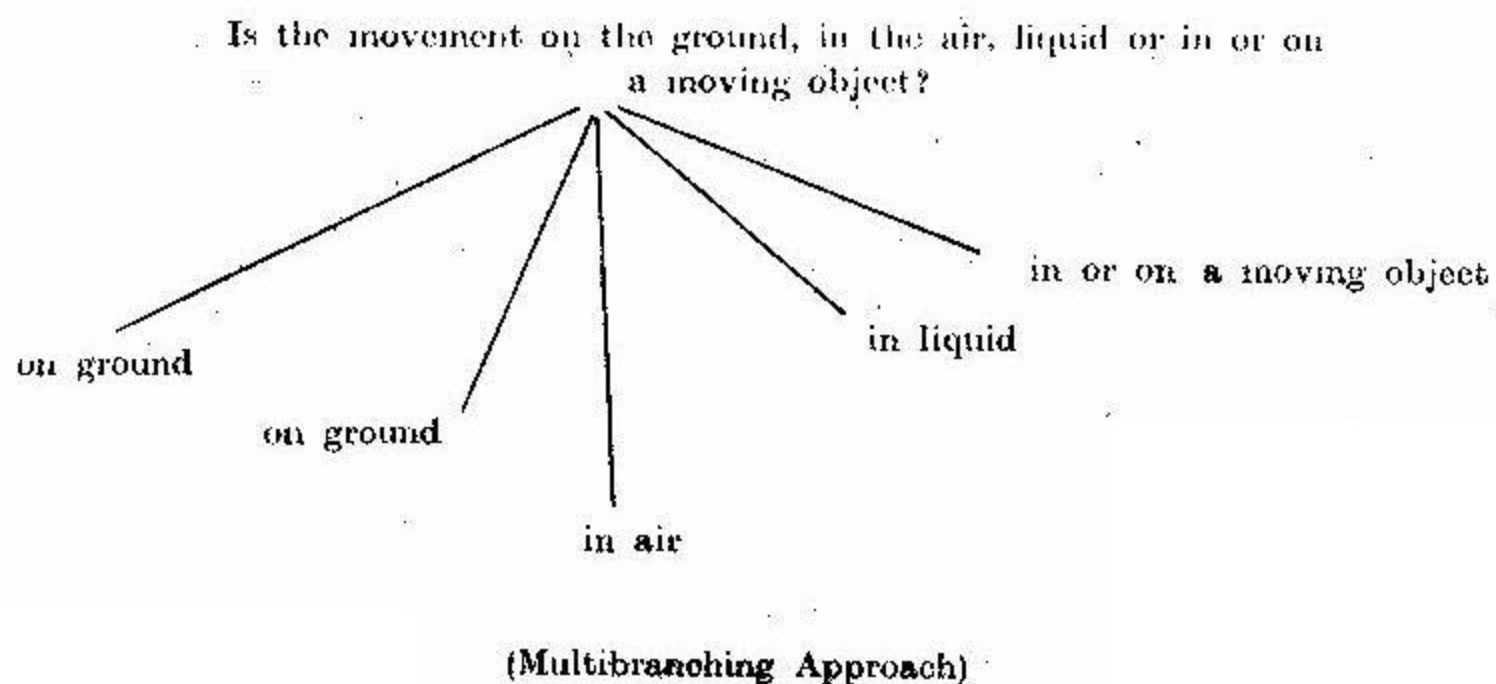 Is the movement on the ground, in the air, liquid or in or on
a moving object?
in or on a moving object
in liquid
on ground
on ground
in air
(Multibranching Approach)